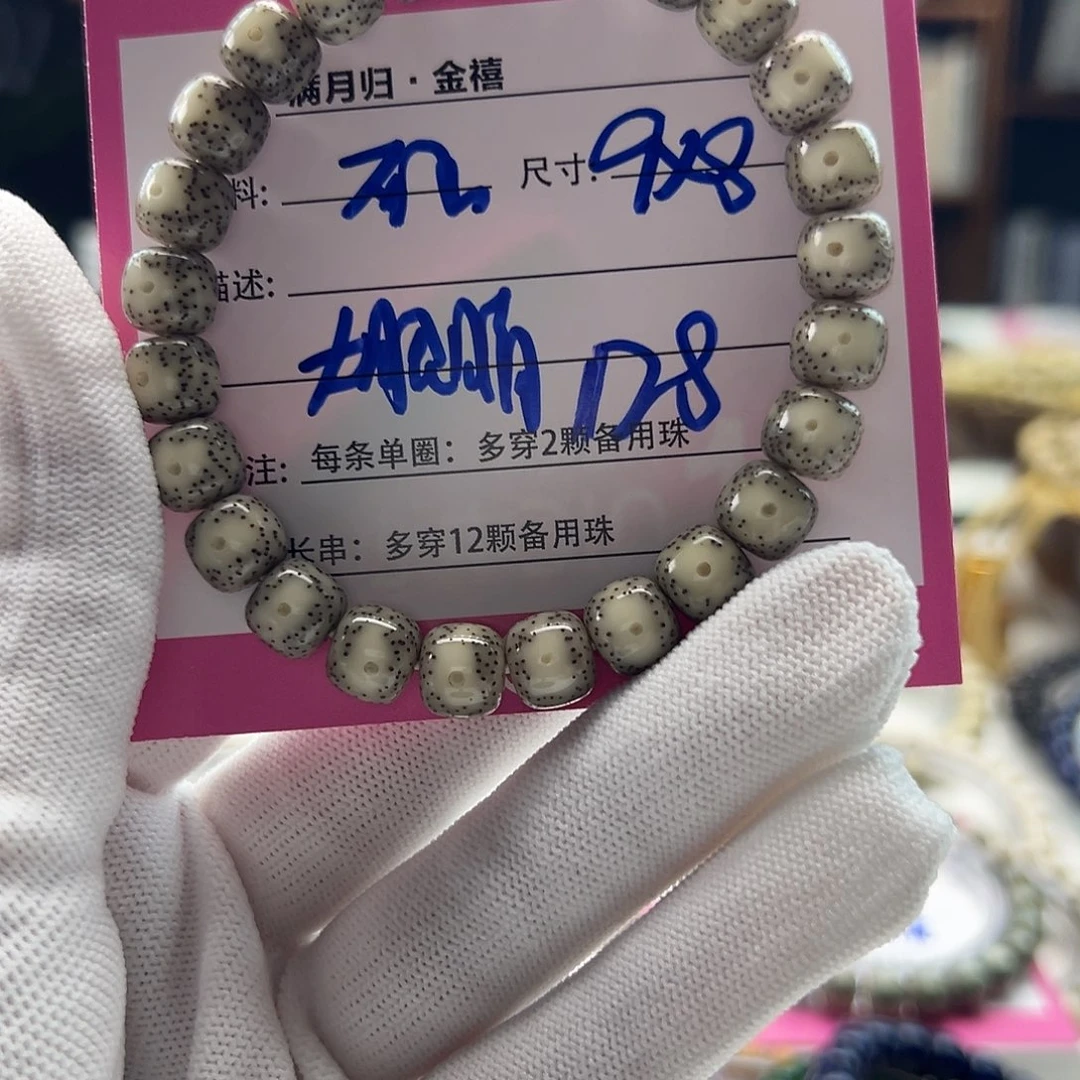 满月归·金禧
料: 尺寸: 9x8
描述:
D8
注: 每条单圈：多穿2颗备用珠
长串：多穿12颗备用珠